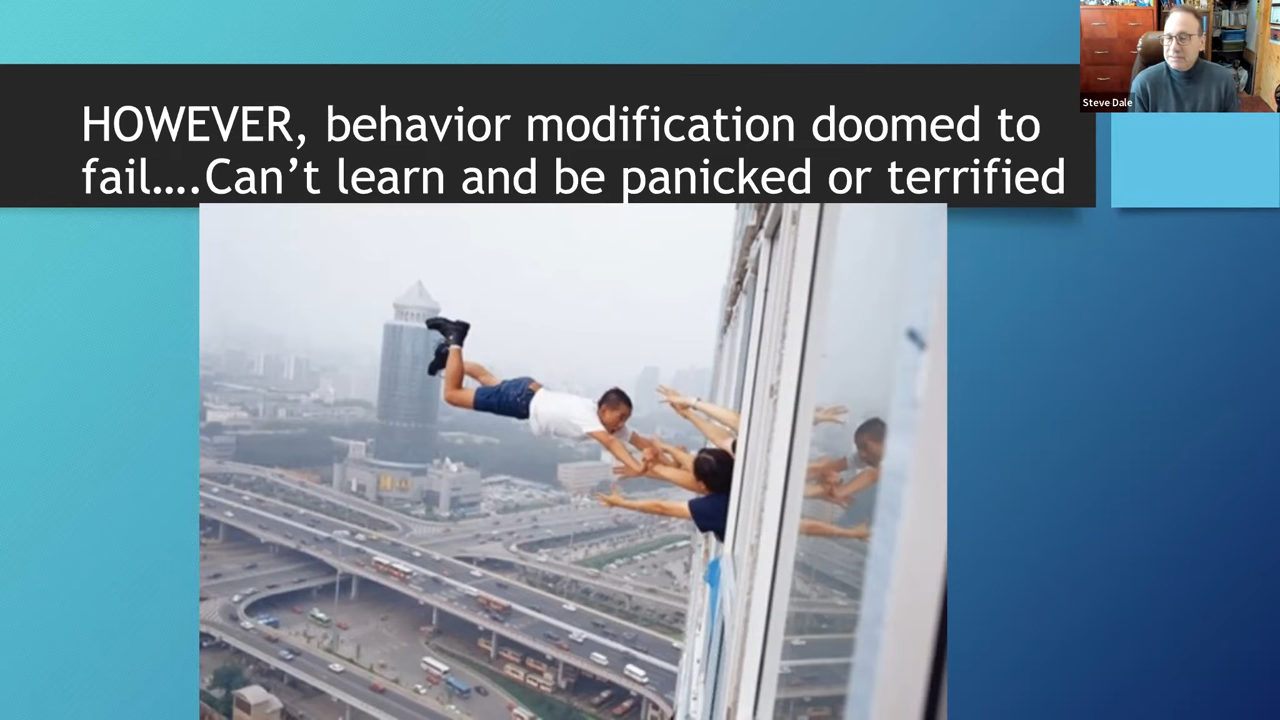 HOWEVER, behavior modification doomed to
fail....Can’t learn and be panicked or terrified
Steve Dale